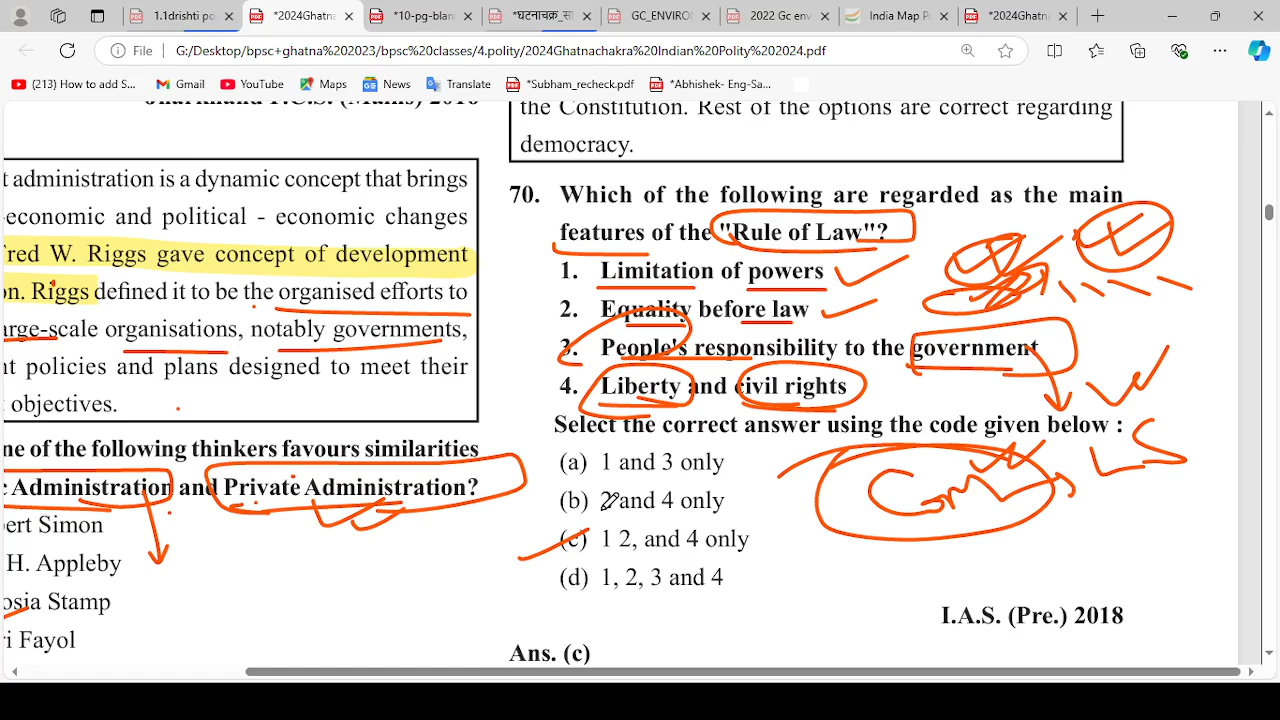 1.1drishti po
*2024Ghatna
*10-pg-blan
*घटनाचक्र_सा
GC_ENVIRO
2022 Gc env
India Map P
*2024Ghatna
File
G:/Desktop/bpsc+ghatna%202023/bpsc%20classes/4.polity/2024Ghatnachakra%20Indian%20Polity%202024.pdf
(213) How to add S...
Gmail
YouTube
Maps
News
Translate
*Subham_recheck.pdf
*Abhishek- Eng-Sa...
t administration is a dynamic concept that brings
-economic and political - economic changes
red W. Riggs gave concept of development
on. Riggs defined it to be the organised efforts to
arge-scale organisations, notably governments,
nt policies and plans designed to meet their
objectives.
ne of the following thinkers favours similarities
c Administration and Private Administration?
bert Simon
H. Appleby
osia Stamp
ri Fayol
the Constitution. Rest of the options are correct regarding
democracy.
70. Which of the following are regarded as the main
features of the "Rule of Law"?
1. Limitation of powers
2. Equality before law
3. People's responsibility to the government
4. Liberty and civil rights
Select the correct answer using the code given below :
(a) 1 and 3 only
(b) 2 and 4 only
(c) 1 2, and 4 only
(d) 1, 2, 3 and 4
I.A.S. (Pre.) 2018
Ans. (c)
LS